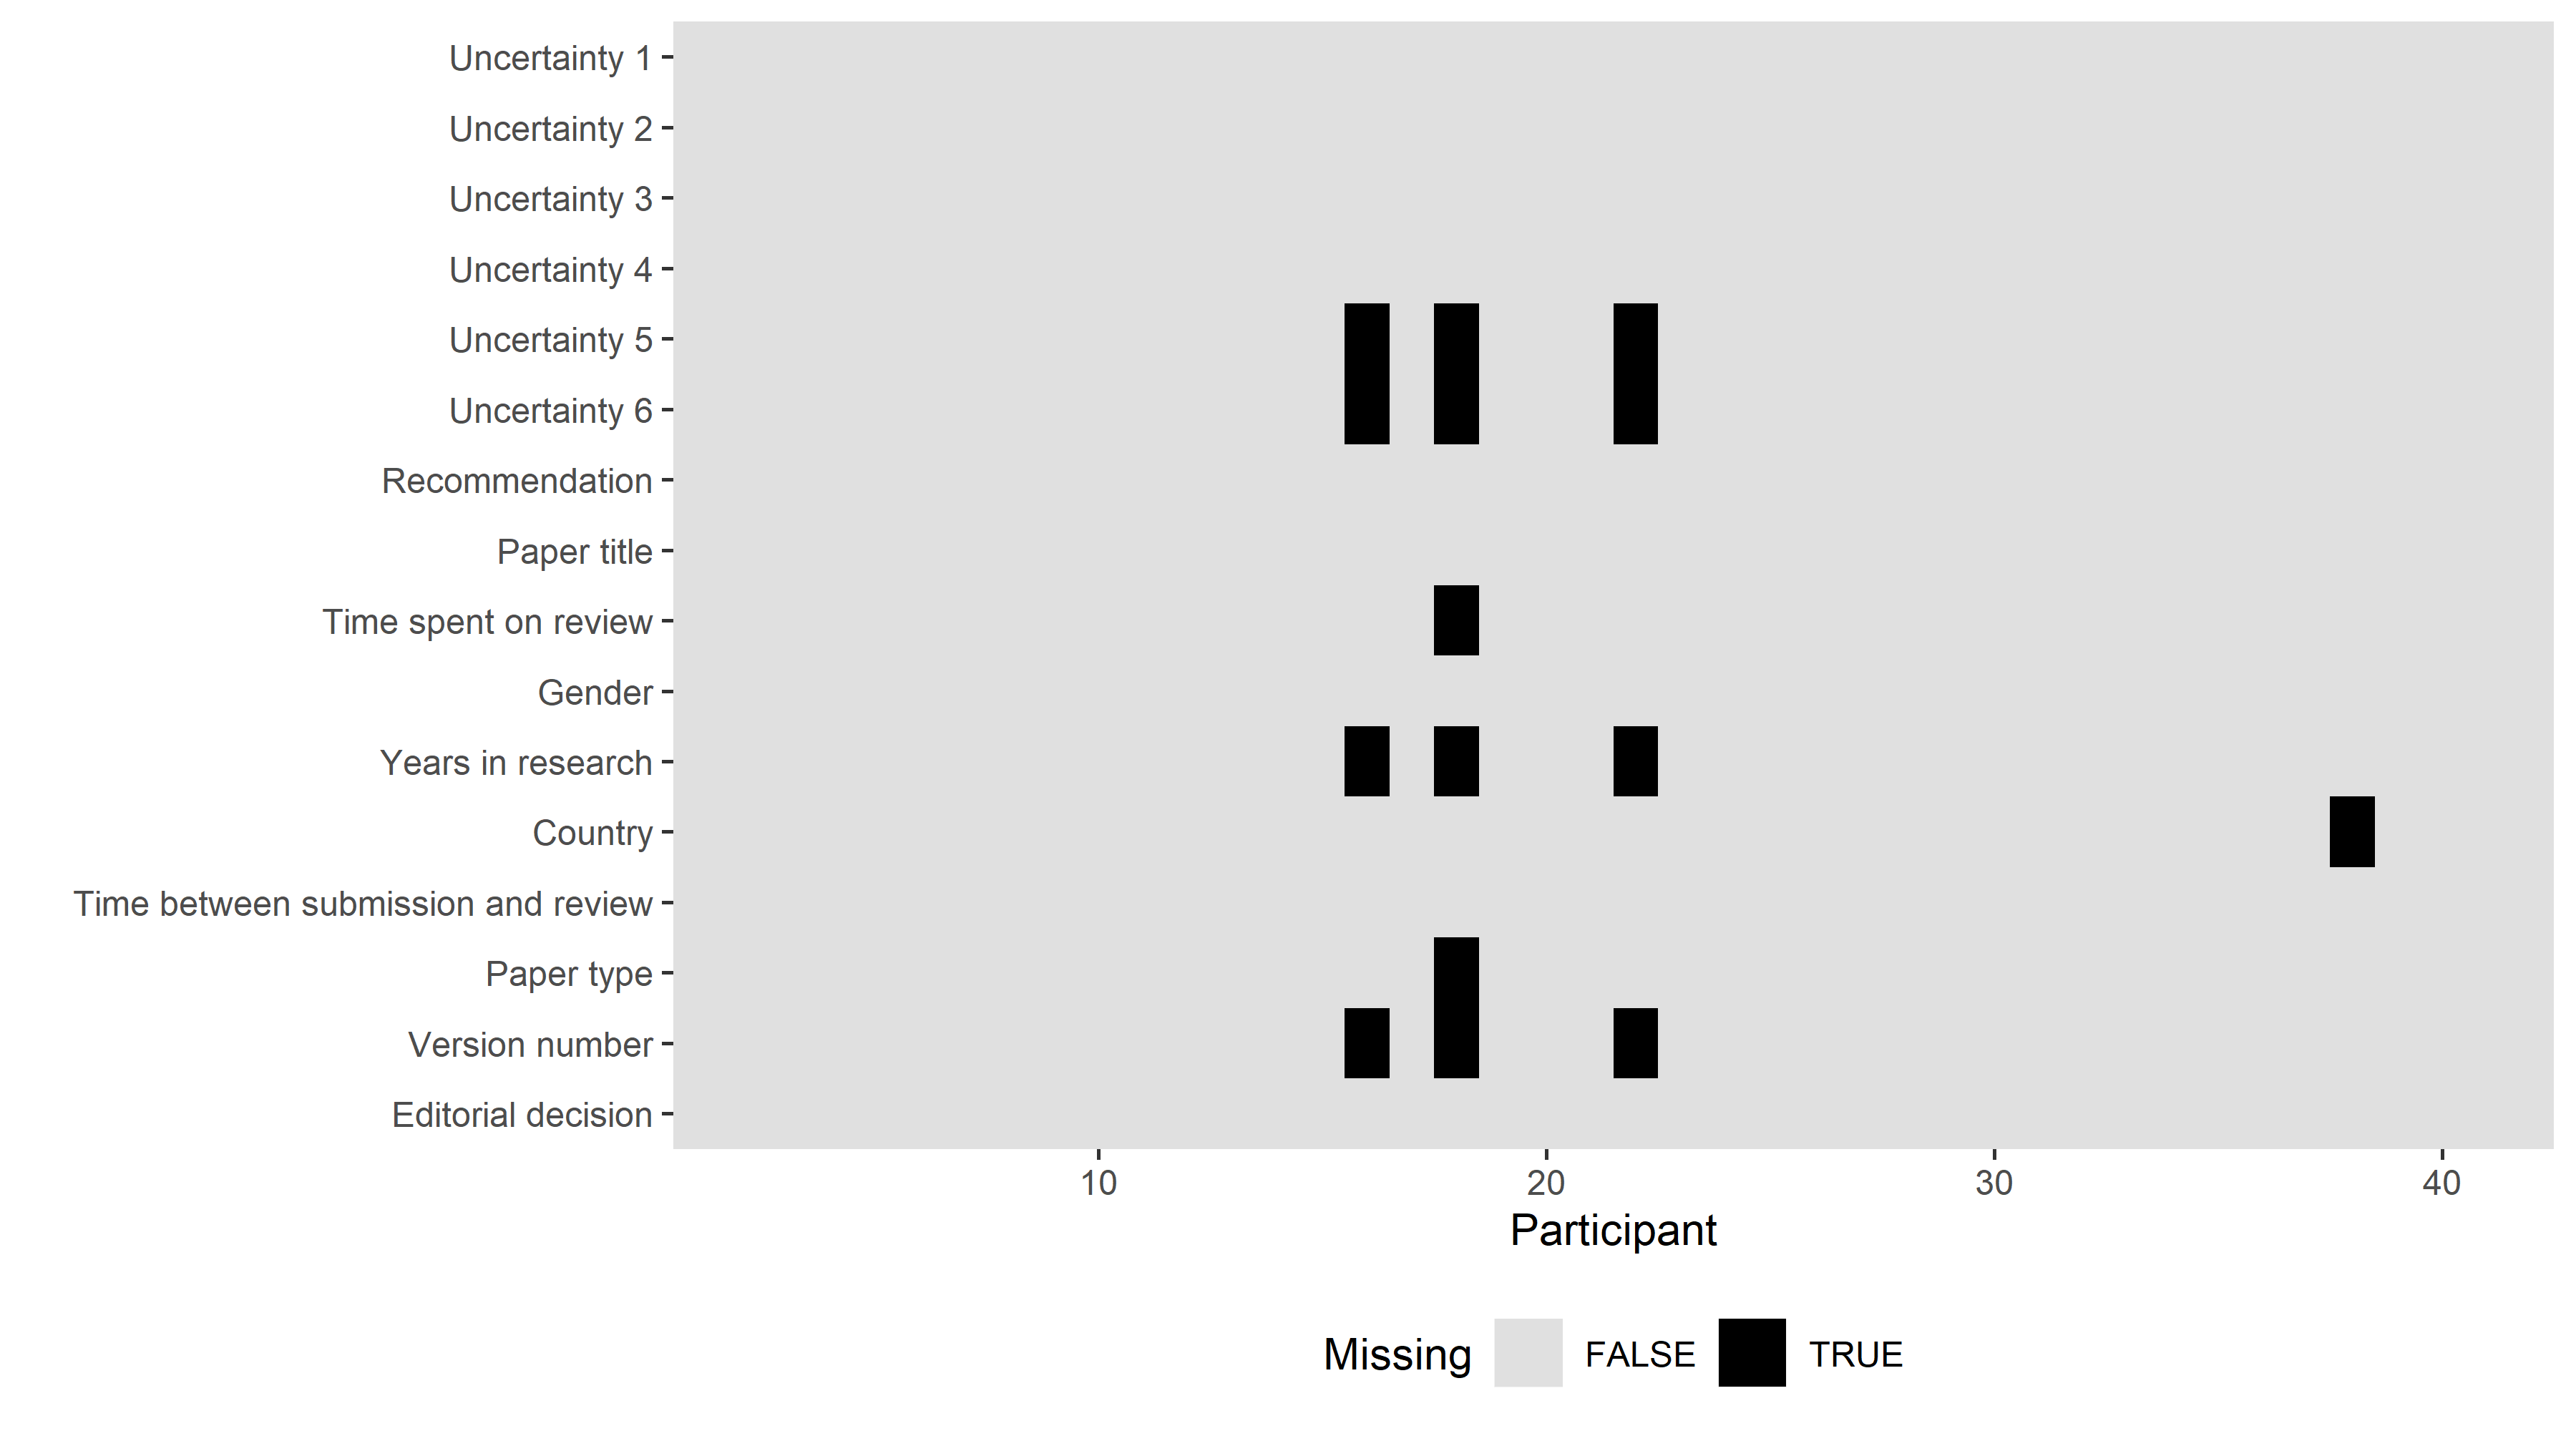 Uncertainty 1
Uncertainty 2
Uncertainty 3
Uncertainty 4
Uncertainty 5
Uncertainty 6
Recommendation
Paper title
Time spent on review
Gender
Years in research
Country
Time between submission and review
Paper type
Version number
Editorial decision
10 20 30 40
Participant
Missing FALSE TRUE